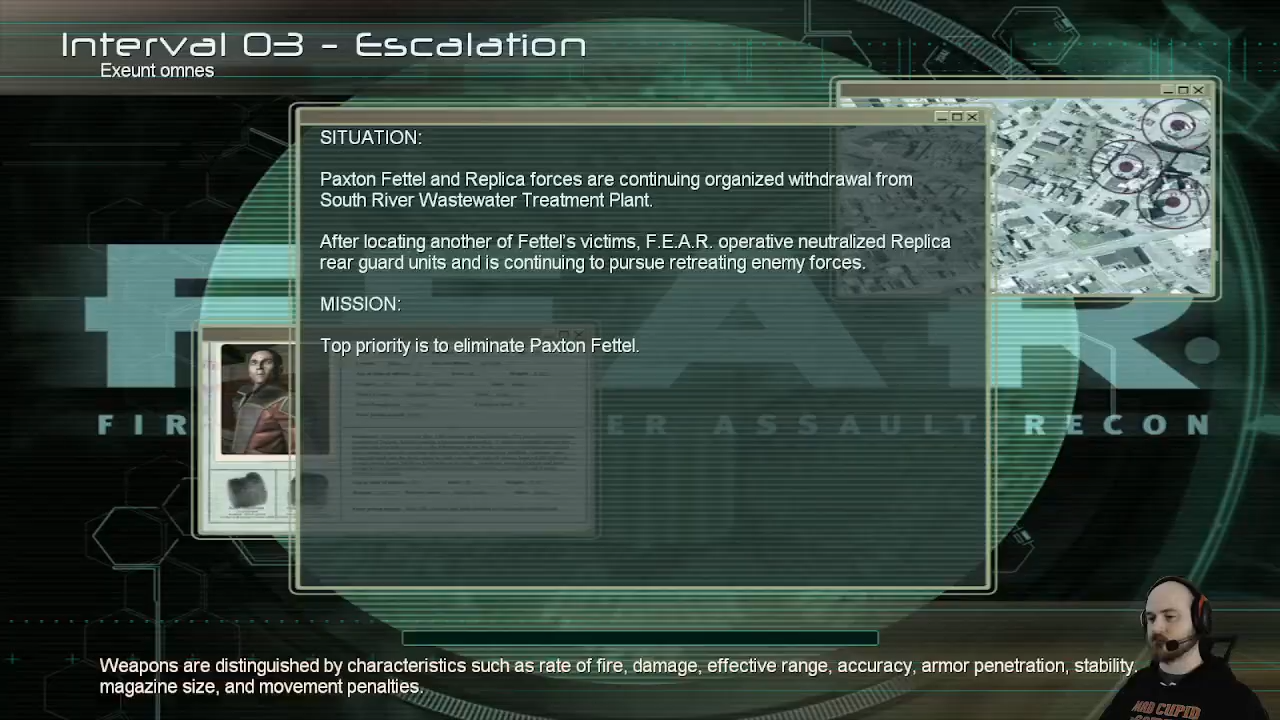 Interval 03 - Escalation
Exeunt omnes
SITUATION:
Paxton Fettel and Replica forces are continuing organized withdrawal from
South River Wastewater Treatment Plant.
After locating another of Fettel's victims, F.E.A.R. operative neutralized Replica
rear guard units and is continuing to pursue retreating enemy forces.
MISSION:
Top priority is to eliminate Paxton Fettel.
F.E.A.R.
FIR ER ASSAULT RECON
Weapons are distinguished by characteristics such as rate of fire, damage, effective range, accuracy, armor penetration, stability,
magazine size, and movement penalties.
MAD CUPID